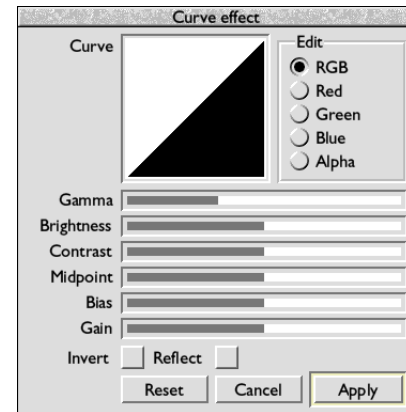 Curve effect
Curve
Edit
RGB
Red
Green
Blue
Alpha
Gamma
Brightness
Contrast
Midpoint
Bias
Gain
Invert Reflect
Reset Cancel Apply